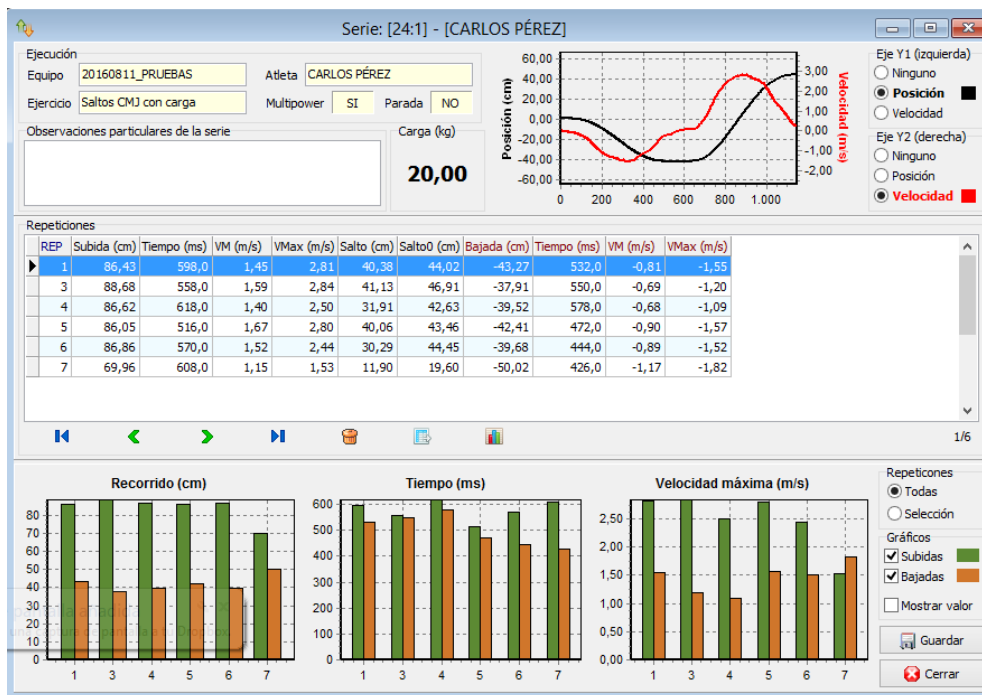 Serie: [24:1] - [CARLOS PÉREZ]
Ejecución
Equipo 20160811_PRUEBAS Atleta CARLOS PÉREZ
Ejercicio Saltos CMJ con carga Multipower SI Parada NO
Observaciones particulares de la serie
Carga (kg)
20,00
60,00
40,00
20,00
0,00
-20,00
-40,00
-60,00
Posición (cm)
0 200 400 600 800 1.000
3,00
2,00
1,00
0,00
-1,00
-2,00
Velocidad (m/s)
Eje Y1 (izquierda)
Ninguno
Posición
Velocidad
Eje Y2 (derecha)
Ninguno
Posición
Velocidad
Repeticiones
REP Subida (cm) Tiempo (ms) VM (m/s) VMax (m/s) Salto (cm) Salto0 (cm) Bajada (cm) Tiempo (ms) VM (m/s) VMax (m/s)
1 86,43 598,0 1,45 2,81 40,38 44,02 -43,27 532,0 -0,81 -1,55
3 88,68 558,0 1,59 2,84 41,13 46,91 -37,91 550,0 -0,69 -1,20
4 86,62 618,0 1,40 2,50 31,91 42,63 -39,52 578,0 -0,68 -1,09
5 86,05 516,0 1,67 2,80 40,06 43,46 -42,41 472,0 -0,90 -1,57
6 86,86 570,0 1,52 2,44 30,29 44,45 -39,68 444,0 -0,89 -1,52
7 69,96 608,0 1,15 1,53 11,90 19,60 -50,02 426,0 -1,17 -1,82
1/6
Recorrido (cm)
80
70
60
50
40
30
20
10
0
1 3 4 5 6 7
una captura de pantalla a tu Dropbox
Tiempo (ms)
600
500
400
300
200
100
0
1 3 4 5 6 7
Velocidad máxima (m/s)
2,50
2,00
1,50
1,00
0,50
0,00
1 3 4 5 6 7
Repeticones
Todas
Selección
Gráficos
Subidas
Bajadas
Mostrar valor
Guardar
Cerrar